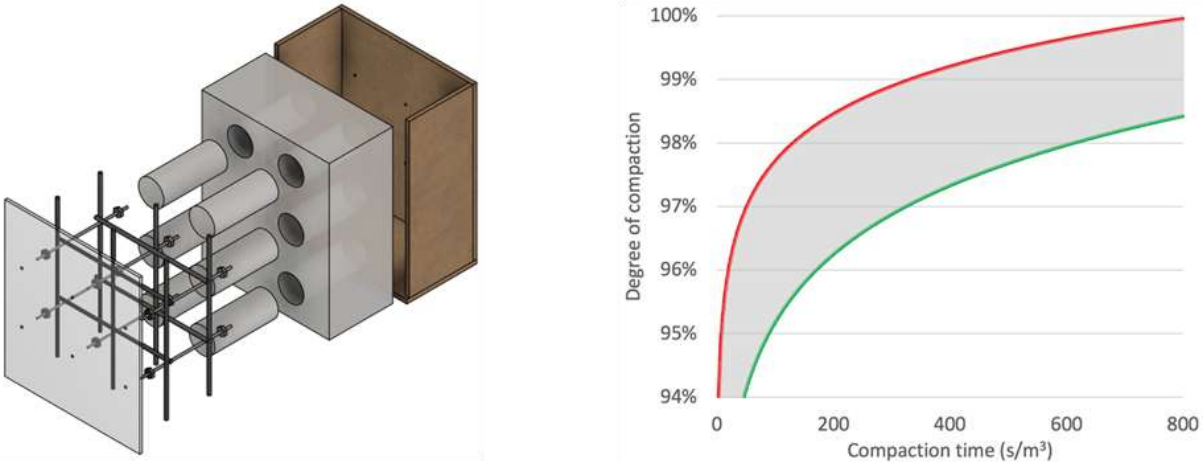 100%
99%
98%
97%
96%
95%
94%
Degree of compaction
0 200 400 600 800
Compaction time (s/m³)